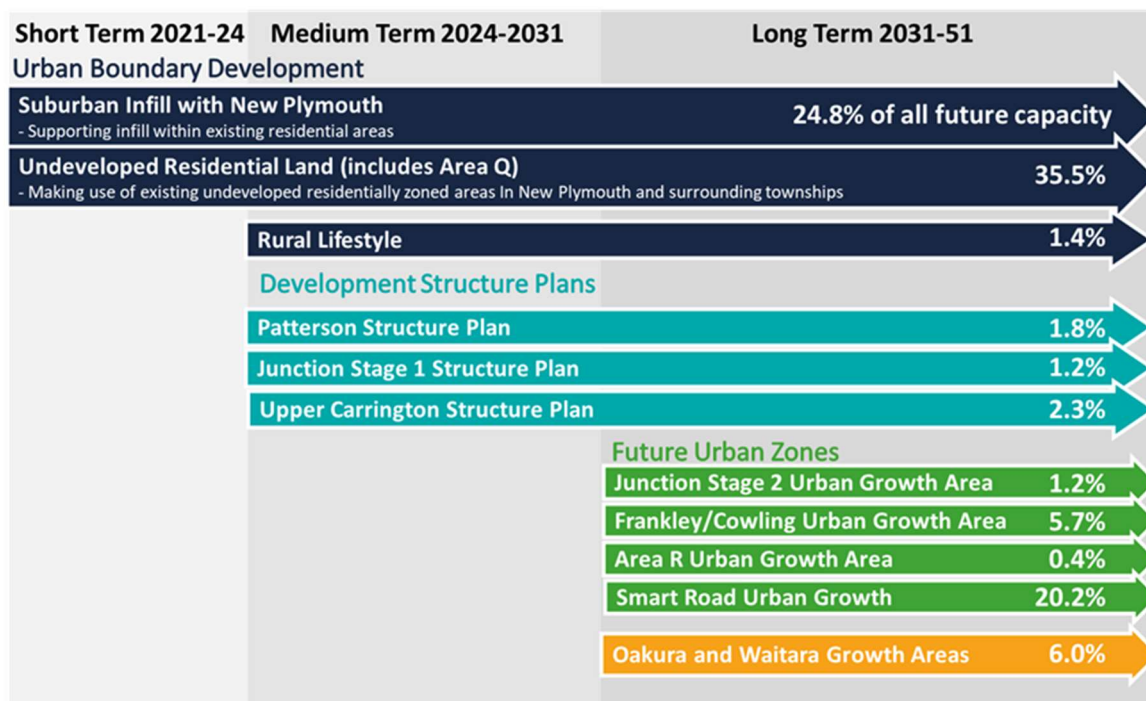 Short Term 2021-24 Medium Term 2024-2031 Long Term 2031-51
Urban Boundary Development
Suburban Infill with New Plymouth
- Supporting infill within existing residential areas
24.8% of all future capacity
Undeveloped Residential Land (includes Area Q)
- Making use of existing undeveloped residentially zoned areas In New Plymouth and surrounding townships
35.5%
Rural Lifestyle 1.4%
Development Structure Plans
Patterson Structure Plan 1.8%
Junction Stage 1 Structure Plan 1.2%
Upper Carrington Structure Plan 2.3%
Future Urban Zones
Junction Stage 2 Urban Growth Area 1.2%
Frankley/Cowling Urban Growth Area 5.7%
Area R Urban Growth Area 0.4%
Smart Road Urban Growth 20.2%
Oakura and Waitara Growth Areas 6.0%